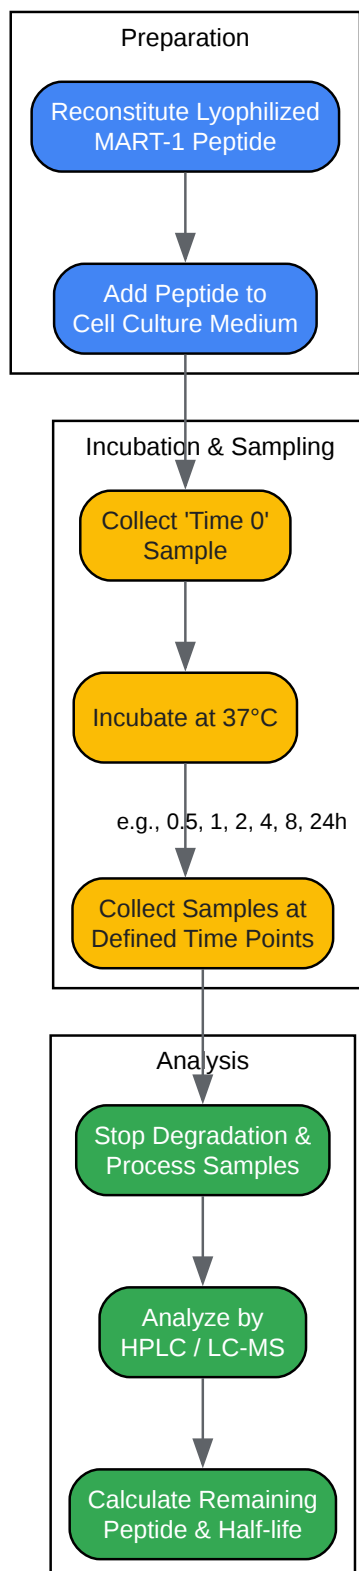 Preparation
Reconstitute Lyophilized
MART-1 Peptide
Add Peptide to
Cell Culture Medium
Incubation & Sampling
Collect 'Time 0'
Sample
Incubate at 37°C
e.g., 0.5, 1, 2, 4, 8, 24h
Collect Samples at
Defined Time Points
Analysis
Stop Degradation &
Process Samples
Analyze by
HPLC / LC-MS
Calculate Remaining
Peptide & Half-life